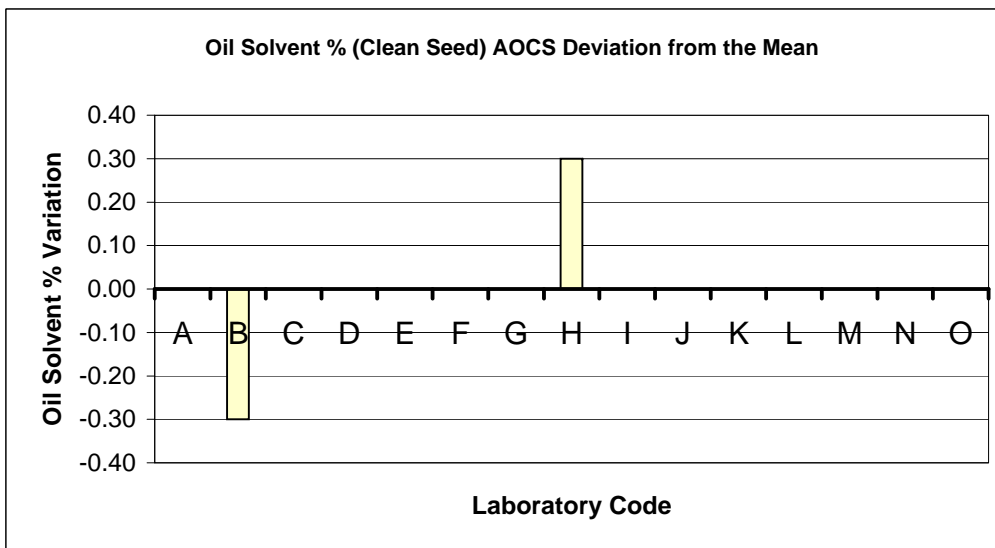 Oil Solvent % (Clean Seed) AOCS Deviation from the Mean
Oil Solvent % Variation
0.40
0.30
0.20
0.10
0.00
-0.10
-0.20
-0.30
-0.40
A B C D E F G H I J K L M N O
Laboratory Code